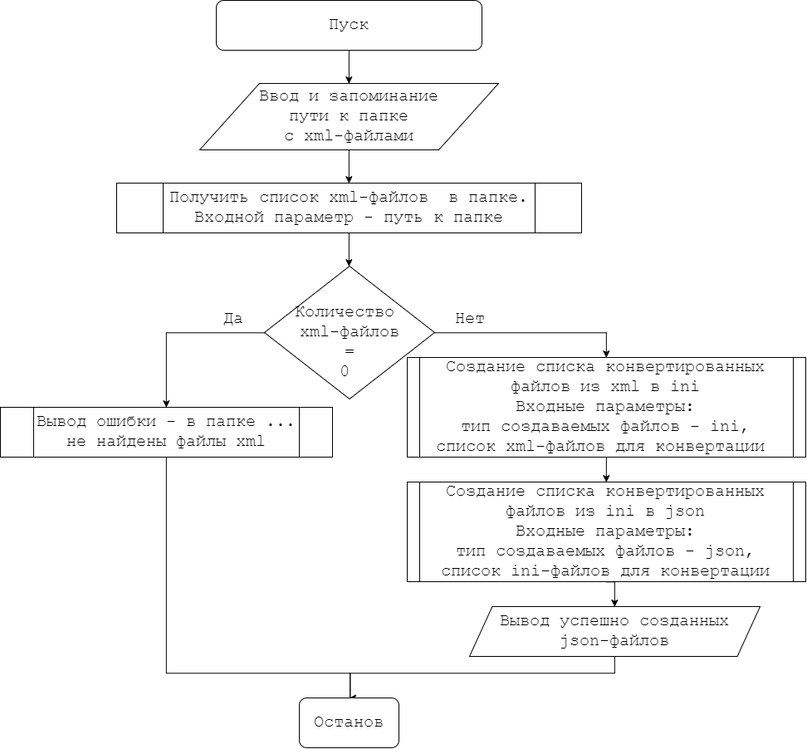 Пуск
Ввод и запоминание
пути к папке
с xml-файлами
Получить список xml-файлов в папке.
Входной параметр - путь к папке
Количество
xml-файлов
=
0
Да
Нет
Вывод ошибки - в папке ...
не найдены файлы xml
Создание списка конвертированных
файлов из xml в ini
Входные параметры:
тип создаваемых файлов - ini,
список xml-файлов для конвертации
Создание списка конвертированных
файлов из ini в json
Входные параметры:
тип создаваемых файлов - json,
список ini-файлов для конвертации
Вывод успешно созданных
json-файлов
Останов